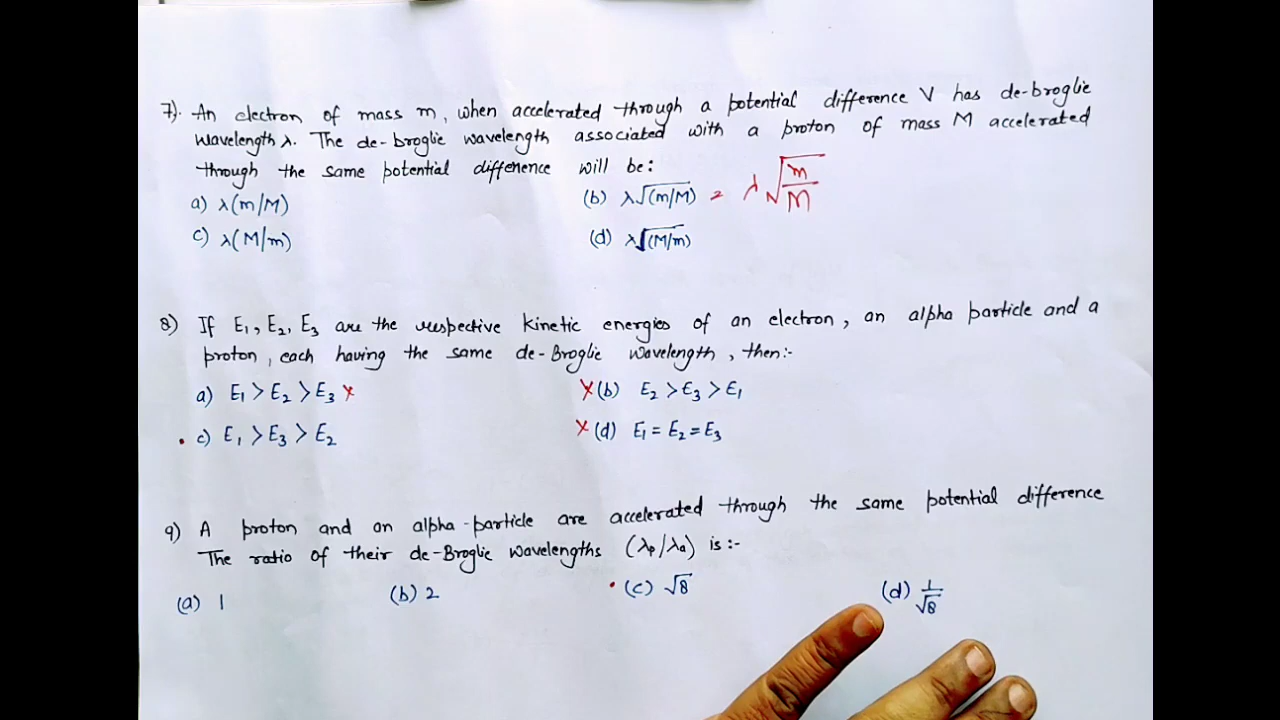 7). An electron of mass m, when accelerated through a potential difference V has de-broglie
Wavelength λ. The de-broglie wavelength associated with a proton of mass M accelerated
through the same potential difference will be:
a) λ(m/M) (b) λ√(m/M) = λ√m/M
c) λ(M/m) (d) λ√(M/m)
8) If E₁, E₂, E₃ are the respective kinetic energies of an electron, an alpha particle and a
proton, each having the same de-Broglie wavelength, then:-
a) E₁ > E₂ > E₃ x x (b) E₂ > E₃ > E₁
• c) E₁ > E₃ > E₂ x (d) E₁ = E₂ = E₃
9) A proton and an alpha-particle are accelerated through the same potential difference
The ratio of their de-Broglie wavelengths (λp/λa) is:-
(a) 1 (b) 2 • (c) √8 (d) 1/√8